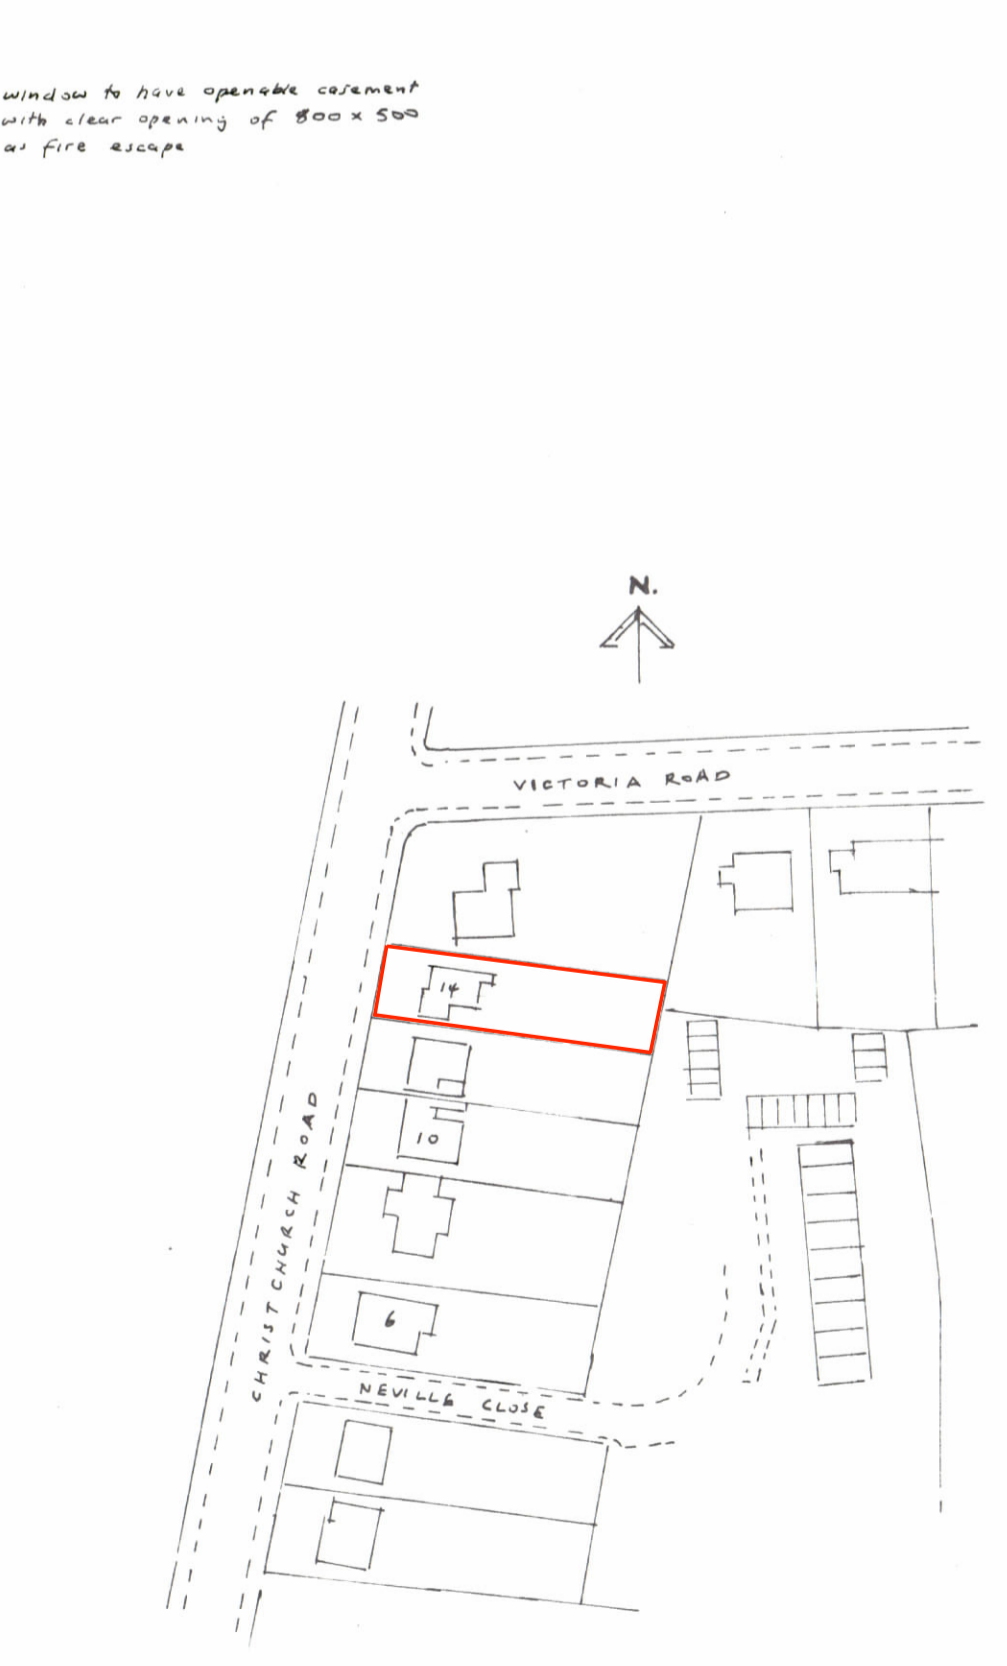 window to have openable casement
with clear opening of 800 x 500
as fire escape
N.
VICTORIA ROAD
14
10
CHRISTCHURCH ROAD
6
NEVILLE CLOSE